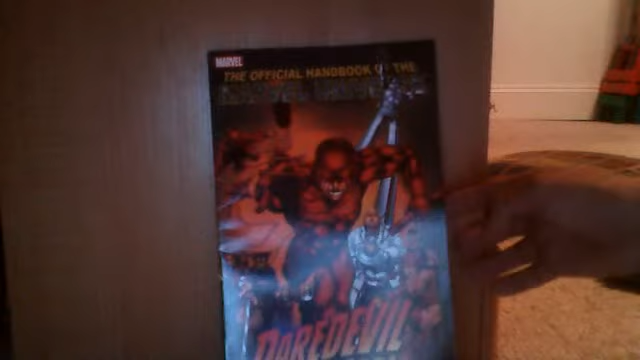 MARVEL
THE OFFICIAL HANDBOOK OF THE
DAREDEVIL